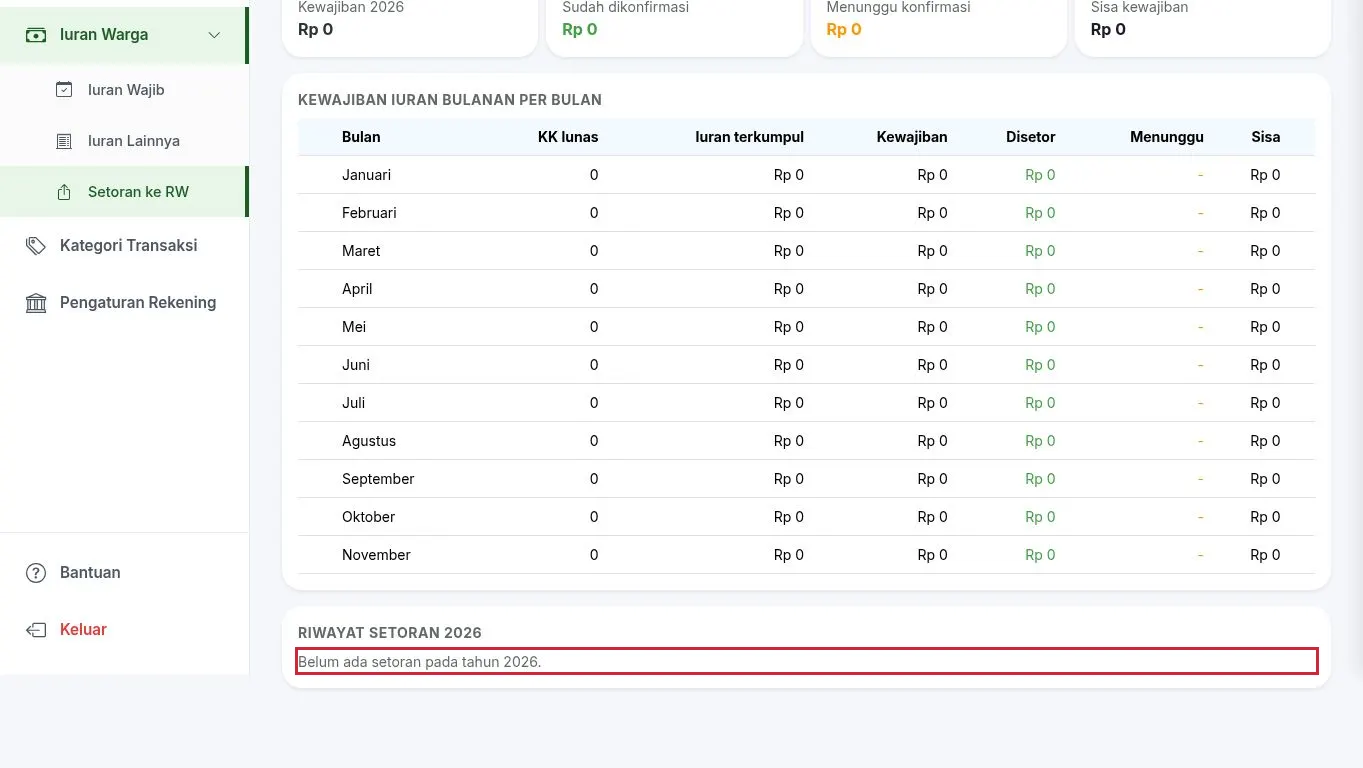 Iuran Warga
Iuran Wajib
Iuran Lainnya
Setoran ke RW
Kategori Transaksi
Pengaturan Rekening
Bantuan
Keluar
Kewajiban 2026
Rp 0
Sudah dikonfirmasi
Rp 0
Menunggu konfirmasi
Rp 0
Sisa kewajiban
Rp 0
KEWAJIBAN IURAN BULANAN PER BULAN
Bulan KK lunas Iuran terkumpul Kewajiban Disetor Menunggu Sisa
Januari 0 Rp 0 Rp 0 Rp 0 - Rp 0
Februari 0 Rp 0 Rp 0 Rp 0 - Rp 0
Maret 0 Rp 0 Rp 0 Rp 0 - Rp 0
April 0 Rp 0 Rp 0 Rp 0 - Rp 0
Mei 0 Rp 0 Rp 0 Rp 0 - Rp 0
Juni 0 Rp 0 Rp 0 Rp 0 - Rp 0
Juli 0 Rp 0 Rp 0 Rp 0 - Rp 0
Agustus 0 Rp 0 Rp 0 Rp 0 - Rp 0
September 0 Rp 0 Rp 0 Rp 0 - Rp 0
Oktober 0 Rp 0 Rp 0 Rp 0 - Rp 0
November 0 Rp 0 Rp 0 Rp 0 - Rp 0
RIWAYAT SETORAN 2026
Belum ada setoran pada tahun 2026.